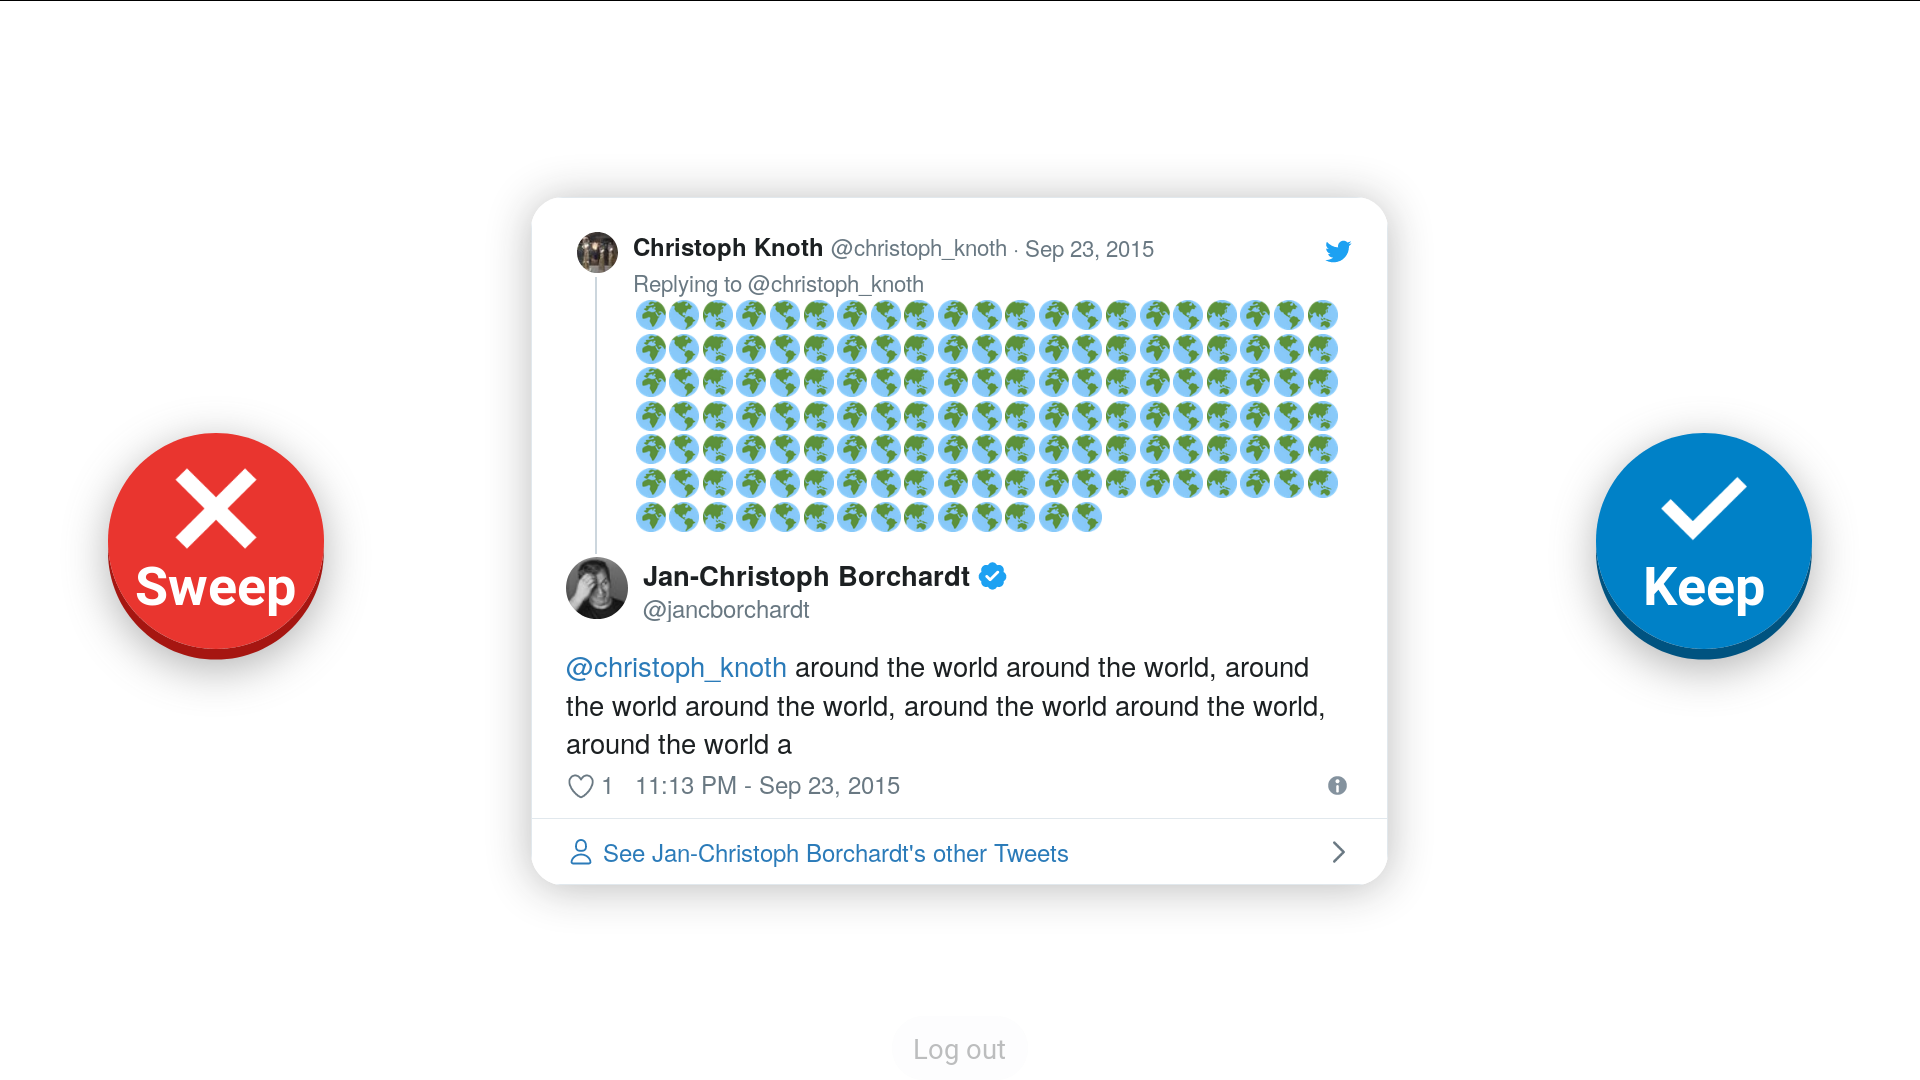 Christoph Knoth @christoph_knoth · Sep 23, 2015
Replying to @christoph_knoth
🌍🌎🌏🌍🌎🌏🌍🌎🌏🌍🌎🌏🌍🌎🌏🌍🌎🌏🌍🌎🌏
🌍🌎🌏🌍🌎🌏🌍🌎🌏🌍🌎🌏🌍🌎🌏🌍🌎🌏🌍🌎🌏
🌍🌎🌏🌍🌎🌏🌍🌎🌏🌍🌎🌏🌍🌎🌏🌍🌎🌏🌍🌎🌏
🌍🌎🌏🌍🌎🌏🌍🌎🌏🌍🌎🌏🌍🌎🌏🌍🌎🌏🌍🌎🌏
🌍🌎🌏🌍🌎🌏🌍🌎🌏🌍🌎🌏🌍🌎🌏🌍🌎🌏🌍🌎🌏
🌍🌎🌏🌍🌎🌏🌍🌎🌏🌍🌎🌏🌍🌎🌏🌍🌎🌏🌍🌎🌏
🌍🌎🌏🌍🌎🌏🌍🌎🌏🌍🌎🌏🌍🌎
Sweep
Keep
Jan-Christoph Borchardt
@jancborchardt
@christoph_knoth around the world around the world, around
the world around the world, around the world around the world,
around the world a
1 11:13 PM - Sep 23, 2015
See Jan-Christoph Borchardt's other Tweets
Log out